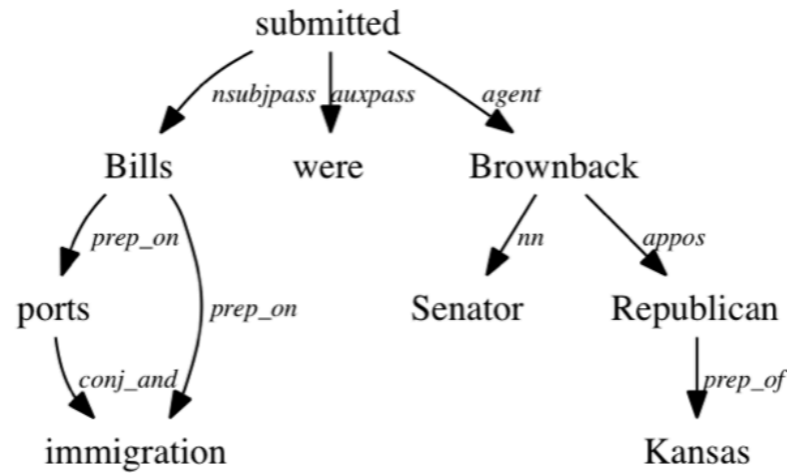 submitted
nsubjpass auxpass agent
Bills were Brownback
prep_on nn appos
ports prep_on Senator Republican
conj_and prep_of
immigration Kansas